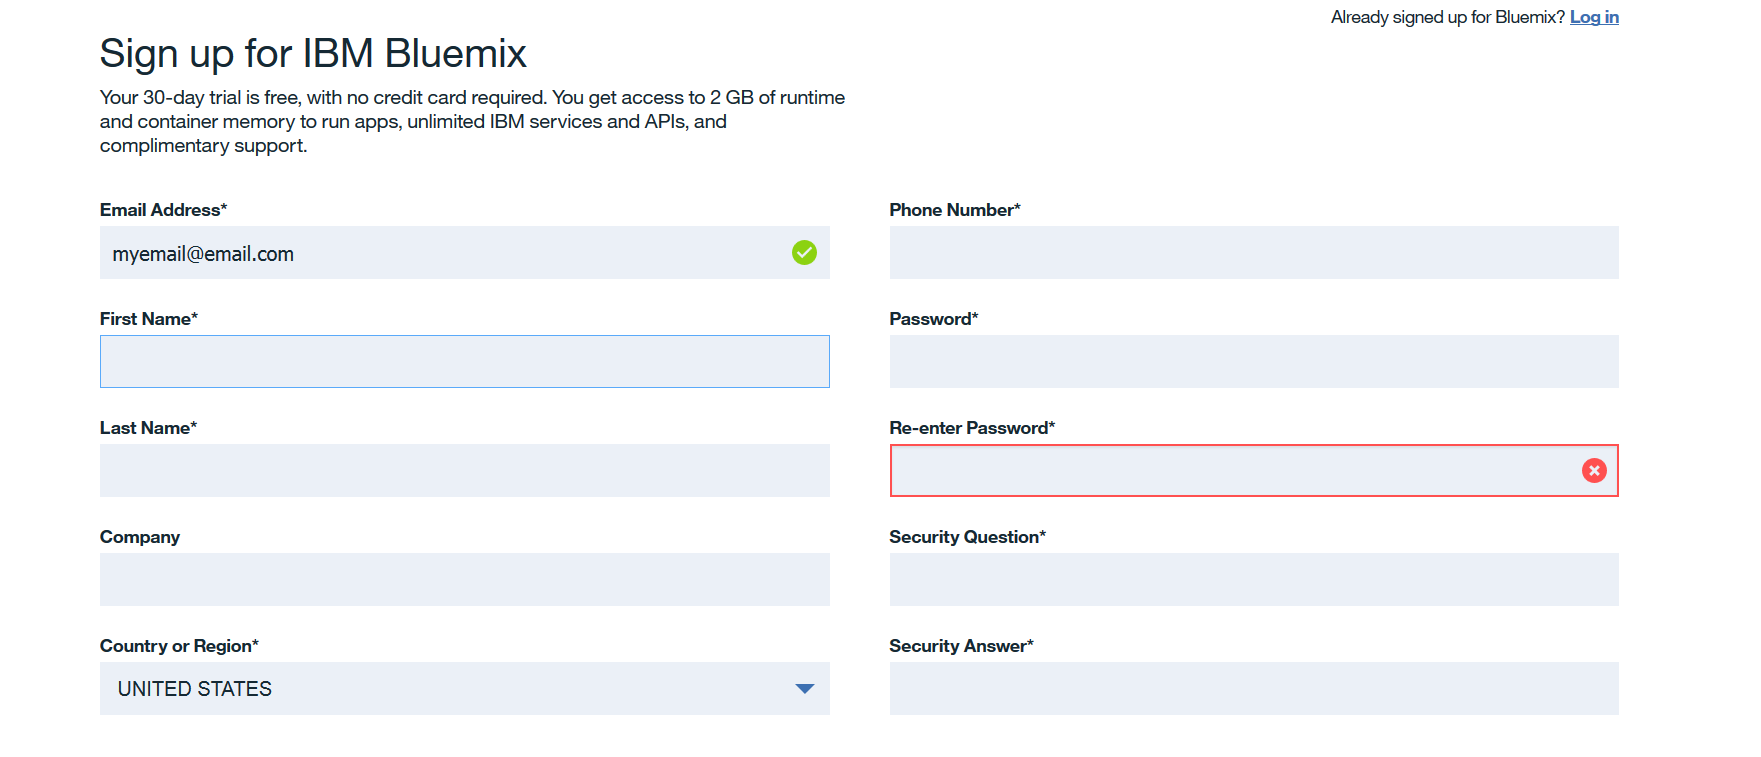 Already signed up for Bluemix? Log in
Sign up for IBM Bluemix
Your 30-day trial is free, with no credit card required. You get access to 2 GB of runtime
and container memory to run apps, unlimited IBM services and APIs, and
complimentary support.
Email Address*
myemail@email.com
First Name*
Last Name*
Company
Country or Region*
UNITED STATES
Phone Number*
Password*
Re-enter Password*
Security Question*
Security Answer*